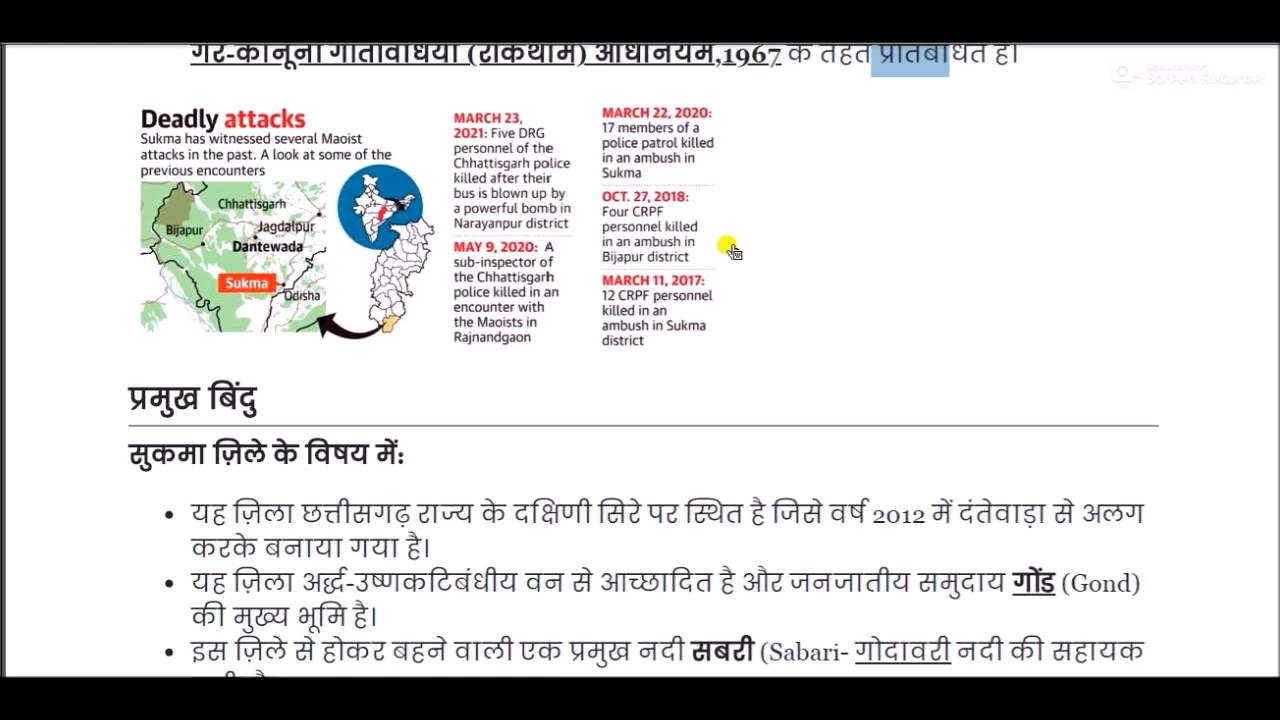 गैर-कानूनी गतिविधियाँ (रोकथाम) अधिनियम,1967 के तहत प्रतिबंधित है।
Screen Recorder
Deadly attacks
Sukma has witnessed several Maoist
attacks in the past. A look at some of the
previous encounters
Chhattisgarh
Bijapur
Jagdalpur
Dantewada
Sukma
Odisha
MARCH 23,
2021: Five DRG
personnel of the
Chhattisgarh police
killed after their
bus is blown up by
a powerful bomb in
Narayanpur district
MAY 9, 2020: A
sub-inspector of
the Chhattisgarh
police killed in an
encounter with
the Maoists in
Rajnandgaon
MARCH 22, 2020:
17 members of a
police patrol killed
in an ambush in
Sukma
OCT. 27, 2018:
Four CRPF
personnel killed
in an ambush in
Bijapur district
MARCH 11, 2017:
12 CRPF personnel
killed in an
ambush in Sukma
district
प्रमुख बिंदु
सुकमा ज़िले के विषय में:
• यह ज़िला छत्तीसगढ़ राज्य के दक्षिणी सिरे पर स्थित है जिसे वर्ष 2012 में दंतेवाड़ा से अलग
करके बनाया गया है।
• यह ज़िला अर्द्ध-उष्णकटिबंधीय वन से आच्छादित है और जनजातीय समुदाय गोंड (Gond)
की मुख्य भूमि है।
• इस ज़िले से होकर बहने वाली एक प्रमुख नदी सबरी (Sabari- गोदावरी नदी की सहायक